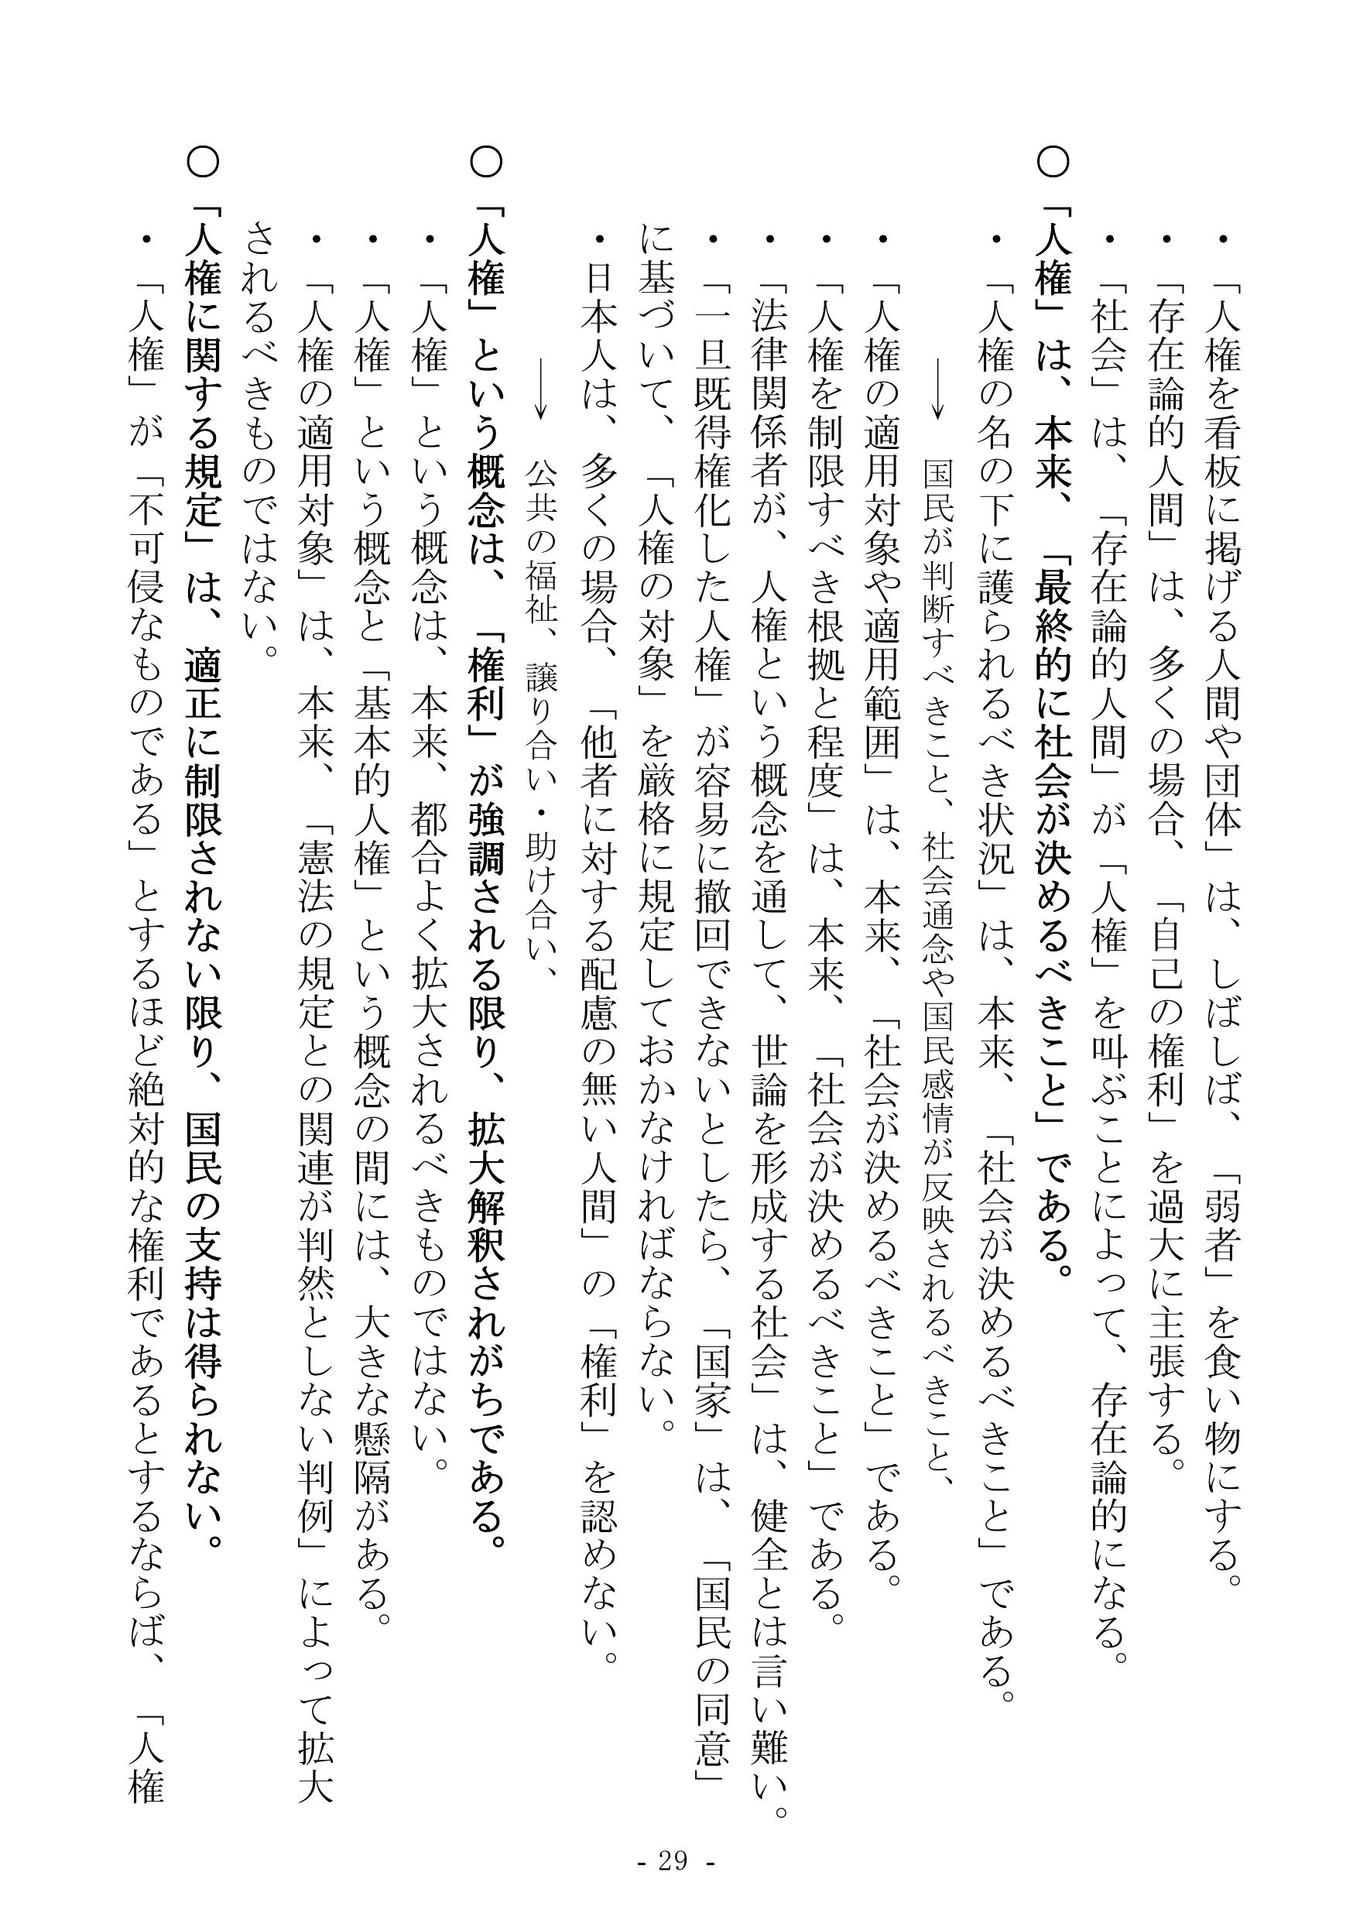 ・「人権を看板に掲げる人間や団体」は、しばしば、「弱者」を食い物にする。
・「存在論的人間」は、多くの場合、「自己の権利」を過大に主張する。
・「社会」は、「存在論的人間」が「人権」を叫ぶことによって、存在論的になる。
○「人権」は、本来、「最終的に社会が決めるべきこと」である。
・「人権の名の下に護られるべき状況」は、本来、「社会が決めるべきこと」である。
→ 国民が判断すべきこと、社会通念や国民感情が反映されるべきこと、
・「人権の適用対象や適用範囲」は、本来、「社会が決めるべきこと」である。
・「人権を制限すべき根拠と程度」は、本来、「社会が決めるべきこと」である。
・「法律関係者が、人権という概念を通して、世論を形成する社会」は、健全とは言い難い。
・「一旦既得権化した人権」が容易に撤回できないとしたら、「国家」は、「国民の同意」
に基づいて、「人権の対象」を厳格に規定しておかなければならない。
・日本人は、多くの場合、「他者に対する配慮の無い人間」の「権利」を認めない。
→ 公共の福祉、譲り合い・助け合い、
○「人権」という概念は、「権利」が強調される限り、拡大解釈されがちである。
・「人権」という概念は、本来、都合よく拡大されるべきものではない。
・「人権」という概念と「基本的人権」という概念の間には、大きな懸隔がある。
・「人権の適用対象」は、本来、「憲法の規定との関連が判然としない判例」によって拡大
されるべきものではない。
○「人権に関する規定」は、適正に制限されない限り、国民の支持は得られない。
・「人権」が「不可侵なものである」とするほど絶対的な権利であるとするならば、「人権
- 29 -